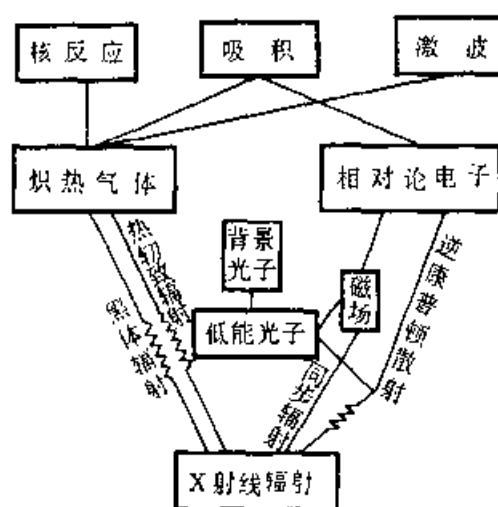 核反应
吸积
激波
炽热气体
相对论电子
背景
光子
磁场
低能光子
热轫致辐射
黑体辐射
同步辐射
逆康普顿散射
X射线辐射